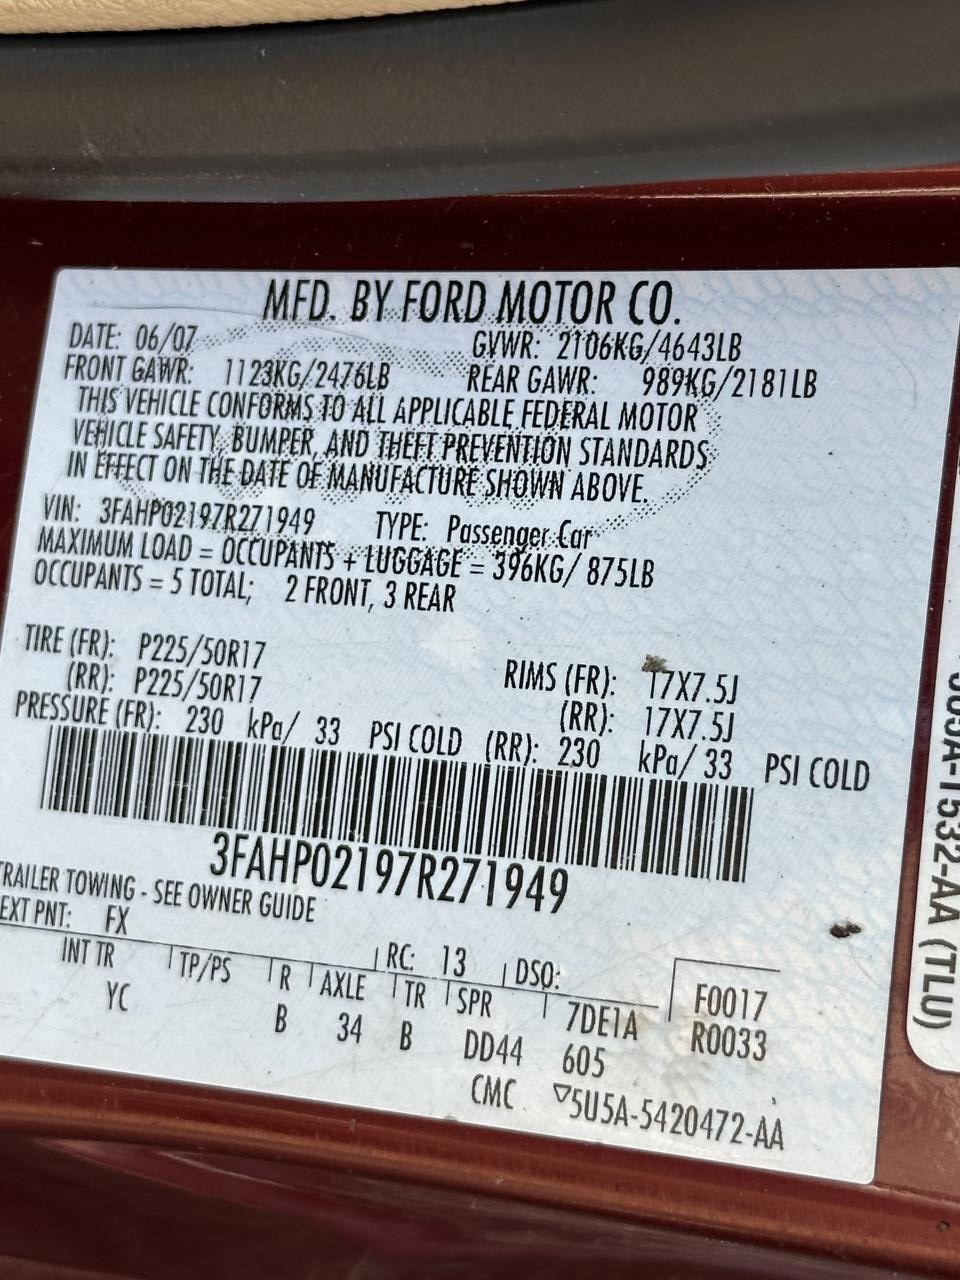 MFD. BY FORD MOTOR CO.
DATE: 06/07 GVWR: 2106KG/4643LB
FRONT GAWR: 1123KG/2476LB REAR GAWR: 989KG/2181LB
THIS VEHICLE CONFORMS TO ALL APPLICABLE FEDERAL MOTOR
VEHICLE SAFETY, BUMPER, AND THEFT PREVENTION STANDARDS
IN EFFECT ON THE DATE OF MANUFACTURE SHOWN ABOVE.
VIN: 3FAHP02197R271949 TYPE: Passenger Car
MAXIMUM LOAD = OCCUPANTS + LUGGAGE = 396KG/ 875LB
OCCUPANTS = 5 TOTAL; 2 FRONT, 3 REAR
TIRE (FR): P225/50R17 RIMS (FR): 17X7.5J
(RR): P225/50R17 (RR): 17X7.5J
PRESSURE (FR): 230 kPa/ 33 PSI COLD (RR): 230 kPa/ 33 PSI COLD
3FAHP02197R271949
TRAILER TOWING - SEE OWNER GUIDE
EXT PNT: FX RC: 13 DSO: F0017
INT TR TP/PS R AXLE TR SPR 7DE1A R0033
YC B 34 B DD44 605
CMC ▽5U5A-5420472-AA
532-AA (TLU)